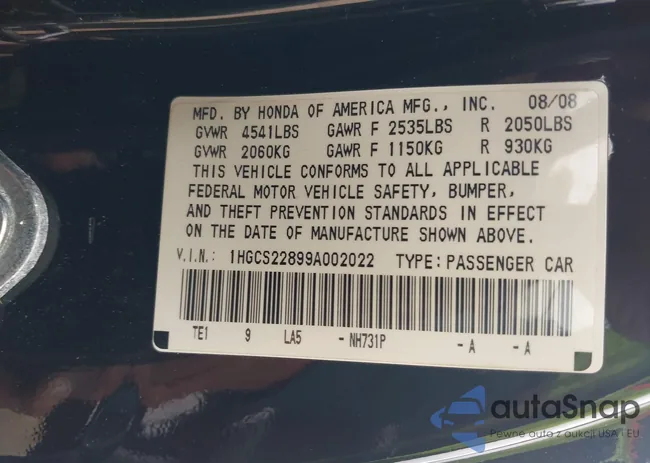 MFD. BY HONDA OF AMERICA MFG., INC. 08/08
GVWR 4541LBS GAWR F 2535LBS R 2050LBS
GVWR 2060KG GAWR F 1150KG R 930KG
THIS VEHICLE CONFORMS TO ALL APPLICABLE
FEDERAL MOTOR VEHICLE SAFETY, BUMPER,
AND THEFT PREVENTION STANDARDS IN EFFECT
ON THE DATE OF MANUFACTURE SHOWN ABOVE.
V.I.N.: 1HGCS22899A002022 TYPE: PASSENGER CAR
TE1 9 LA5 - NH731P - A - A
autoSnap
Pewne auto z aukcji USA - EU